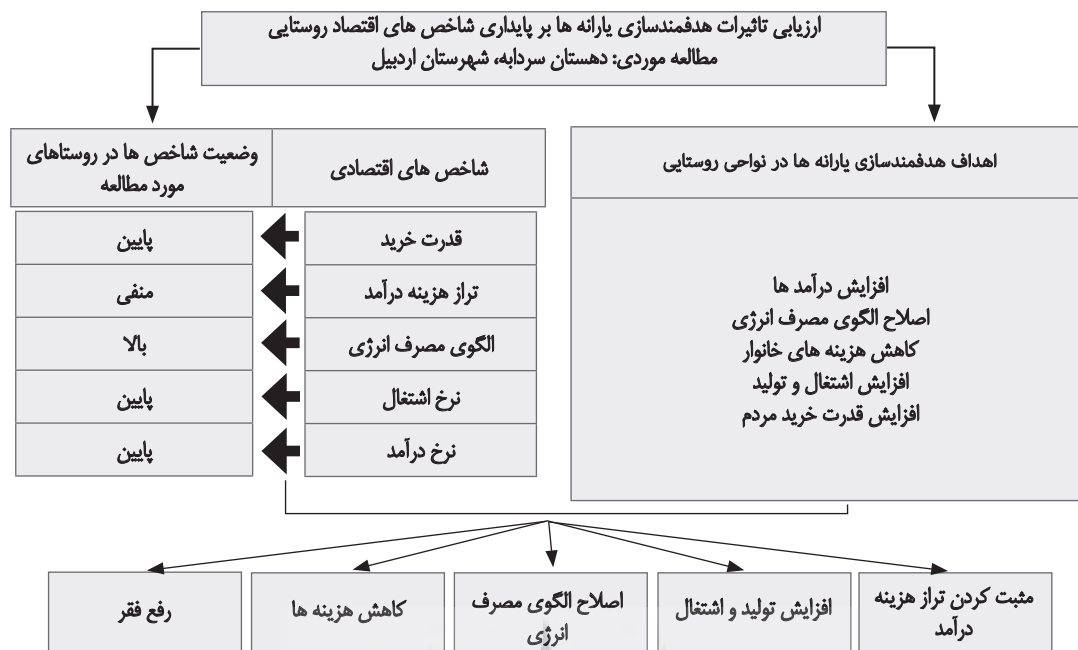 ارزیابی تاثیرات هدفمندسازی یارانه ها بر پایداری شاخص های اقتصاد روستایی
مطالعه موردی: دهستان سردابه، شهرستان اردبیل
اهداف هدفمندسازی یارانه ها در نواحی روستایی
افزایش درآمد ها
اصلاح الگوی مصرف انرژی
کاهش هزینه های خانوار
افزایش اشتغال و تولید
افزایش قدرت خرید مردم
شاخص های اقتصادی
وضعیت شاخص ها در روستاهای
مورد مطالعه
قدرت خرید
پایین
تراز هزینه درآمد
منفی
الگوی مصرف انرژی
بالا
نرخ اشتغال
پایین
نرخ درآمد
پایین
مثبت کردن تراز هزینه
درآمد
افزایش تولید و اشتغال
اصلاح الگوی مصرف
انرژی
کاهش هزینه ها
رفع فقر